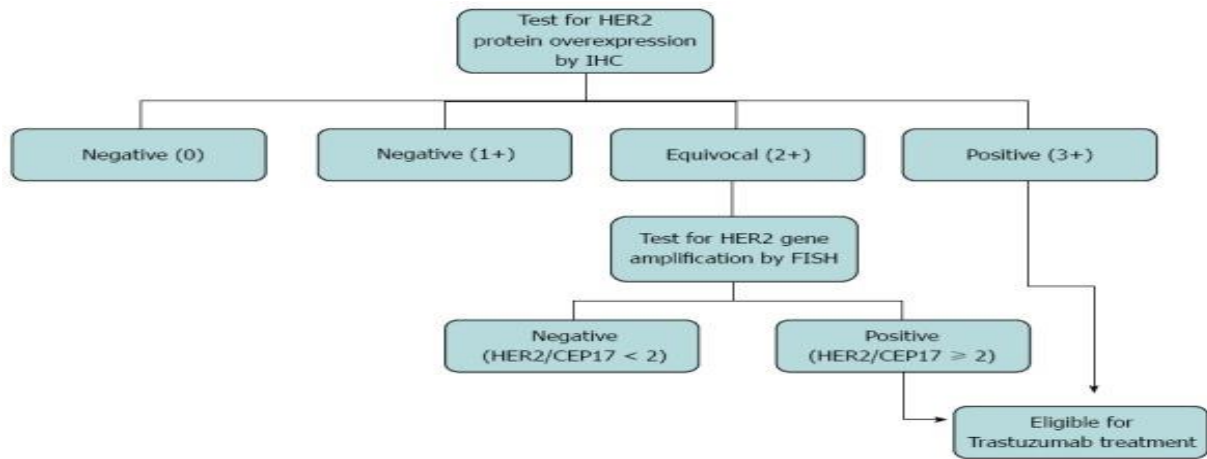 Test for HER2
protein overexpression
by IHC
Negative (0)
Negative (1+)
Equivocal (2+)
Positive (3+)
Test for HER2 gene
amplification by FISH
Negative
(HER2/CEP17 < 2)
Positive
(HER2/CEP17 ⩾ 2)
Eligible for
Trastuzumab treatment